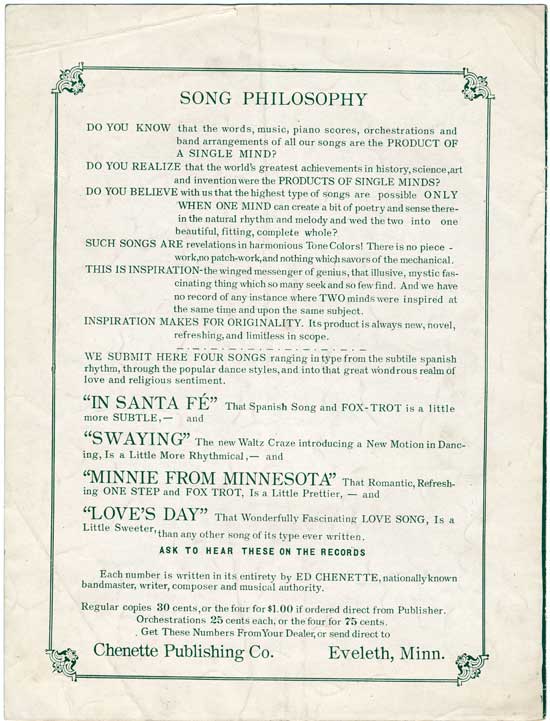 SONG PHILOSOPHY
DO YOU KNOW that the words, music, piano scores, orchestrations and
band arrangements of all our songs are the PRODUCT OF
A SINGLE MIND?
DO YOU REALIZE that the world's greatest achievements in history, science, art
and invention were the PRODUCTS OF SINGLE MINDS?
DO YOU BELIEVE with us that the highest type of songs are possible ONLY
WHEN ONE MIND can create a bit of poetry and sense there-
in the natural rhythm and melody and wed the two into one
beautiful, fitting, complete whole?
SUCH SONGS ARE revelations in harmonious Tone Colors! There is no piece -
work, no patch-work, and nothing which savors of the mechanical.
THIS IS INSPIRATION-the winged messenger of genius, that illusive, mystic fas-
cinating thing which so many seek and so few find. And we have
no record of any instance where TWO minds were inspired at
the same time and upon the same subject.
INSPIRATION MAKES FOR ORIGINALITY. Its product is always new, novel,
refreshing, and limitless in scope.
WE SUBMIT HERE FOUR SONGS ranging in type from the subtile spanish
rhythm, through the popular dance styles, and into that great wondrous realm of
love and religious sentiment.
"IN SANTA FÉ" That Spanish Song and FOX-TROT is a little
more SUBTLE, — and
"SWAYING" The new Waltz Craze introducing a New Motion in Danc-
ing, Is a Little More Rhythmical, — and
"MINNIE FROM MINNESOTA" That Romantic, Refresh-
ing ONE STEP and FOX TROT, Is a Little Prettier, — and
"LOVE'S DAY" That Wonderfully Fascinating LOVE SONG, Is a
Little Sweeter, than any other song of its type ever written.
ASK TO HEAR THESE ON THE RECORDS
Each number is written in its entirety by ED CHENETTE, nationally known
bandmaster, writer, composer and musical authority.
Regular copies 30 cents, or the four for $1.00 if ordered direct from Publisher.
Orchestrations 25 cents each, or the four for 75 cents.
Get These Numbers From Your Dealer, or send direct to
Chenette Publishing Co. Eveleth, Minn.